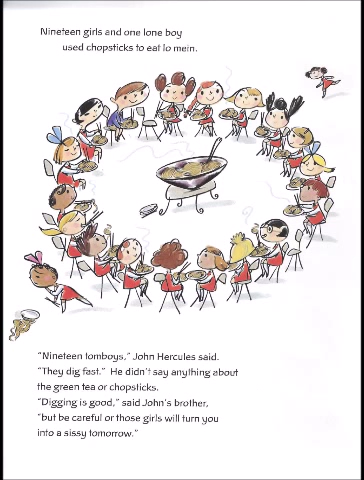 Nineteen girls and one lone boy
used chopsticks to eat lo mein.
"Nineteen tomboys," John Hercules said.
"They dig fast." He didn't say anything about
the green tea or chopsticks.
"Digging is good," said John's brother,
"but be careful or those girls will turn you
into a sissy tomorrow."